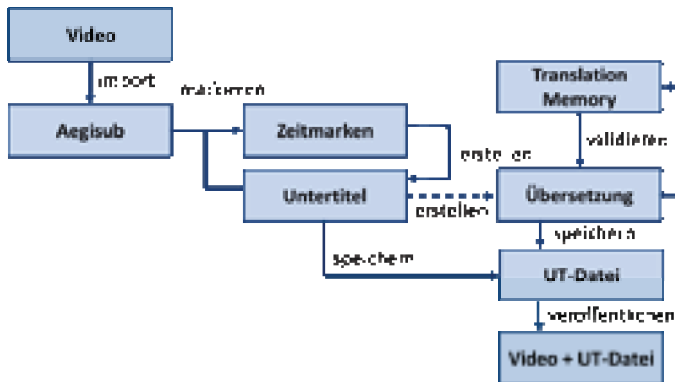 Video
import
Aegisub
markieren
Zeitmarken
erstellen
Untertitel
erstellen
Translation
Memory
validieren
Übersetzung
speichern
speichern
UT-Datei
veröffentlichen
Video + UT-Datei